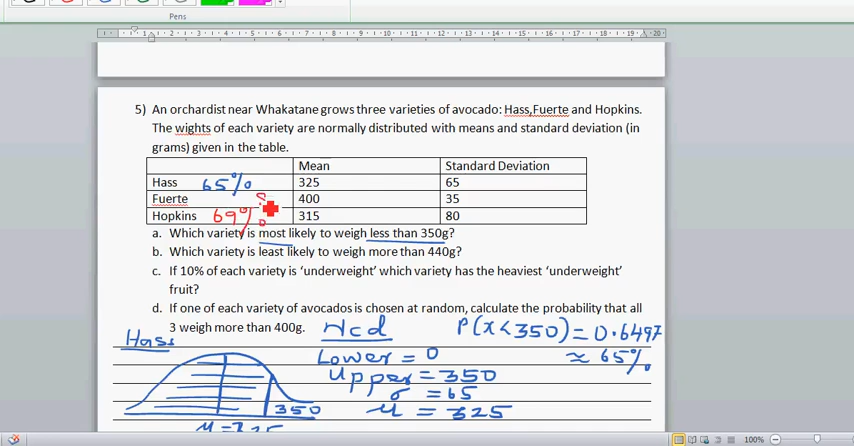 Pens
5) An orchardist near Whakatane grows three varieties of avocado: Hass,Fuerte and Hopkins.
The wights of each variety are normally distributed with means and standard deviation (in
grams) given in the table.
Mean Standard Deviation
Hass 65% 325 65
Fuerte 400 35
Hopkins 69% 315 80
a. Which variety is most likely to weigh less than 350g?
b. Which variety is least likely to weigh more than 440g?
c. If 10% of each variety is 'underweight' which variety has the heaviest 'underweight'
fruit?
d. If one of each variety of avocados is chosen at random, calculate the probability that all
3 weigh more than 400g.
Hass
Ncd
Lower = 0
Upper = 350
σ = 65
μ = 325
P(x<350) = 0.6497
≈ 65%
350
μ = 325
100%